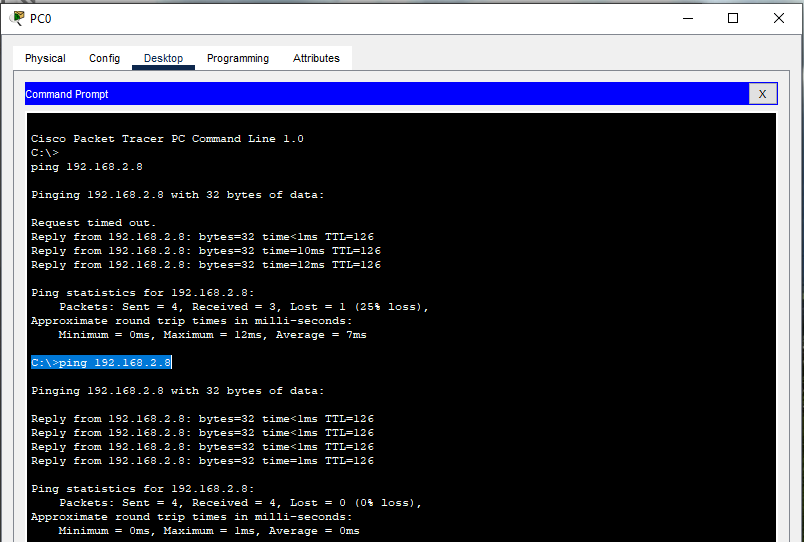 PC0
Physical Config Desktop Programming Attributes
Command Prompt X
Cisco Packet Tracer PC Command Line 1.0
C:\>
ping 192.168.2.8
Pinging 192.168.2.8 with 32 bytes of data:
Request timed out.
Reply from 192.168.2.8: bytes=32 time<1ms TTL=126
Reply from 192.168.2.8: bytes=32 time=10ms TTL=126
Reply from 192.168.2.8: bytes=32 time=12ms TTL=126
Ping statistics for 192.168.2.8:
    Packets: Sent = 4, Received = 3, Lost = 1 (25% loss),
Approximate round trip times in milli-seconds:
    Minimum = 0ms, Maximum = 12ms, Average = 7ms
C:\>ping 192.168.2.8
Pinging 192.168.2.8 with 32 bytes of data:
Reply from 192.168.2.8: bytes=32 time<1ms TTL=126
Reply from 192.168.2.8: bytes=32 time<1ms TTL=126
Reply from 192.168.2.8: bytes=32 time<1ms TTL=126
Reply from 192.168.2.8: bytes=32 time=1ms TTL=126
Ping statistics for 192.168.2.8:
    Packets: Sent = 4, Received = 4, Lost = 0 (0% loss),
Approximate round trip times in milli-seconds:
    Minimum = 0ms, Maximum = 1ms, Average = 0ms